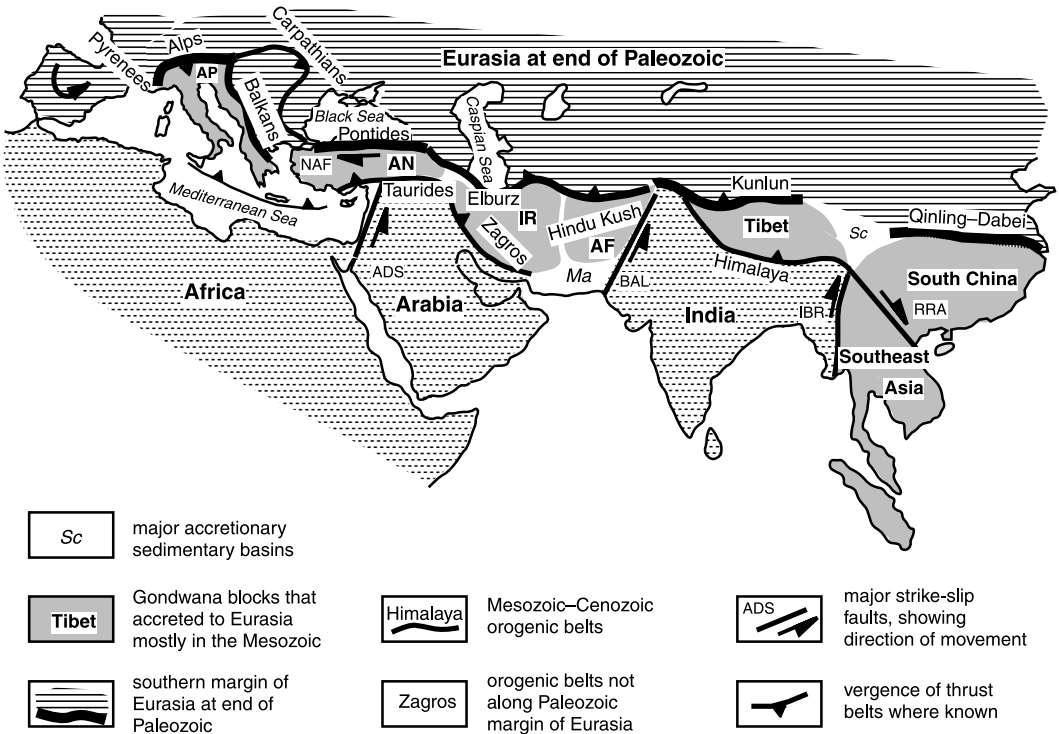 Pyrenees
Alps
AP
Carpathians
Balkans
Eurasia at end of Paleozoic
Black Sea
Caspian Sea
Pontides
NAF
AN
Taurides
Mediterranean Sea
Elburz
IR
Zagros
Hindu Kush
AF
Ma
Kunlun
Tibet
Sc
Qinling–Dabei
Himalaya
South China
ADS
BAL
IBR
RRA
Africa
Arabia
India
Southeast
Asia
Sc
major accretionary
sedimentary basins
Tibet
Gondwana blocks that
accreted to Eurasia
mostly in the Mesozoic
southern margin of
Eurasia at end of
Paleozoic
Himalaya
Mesozoic–Cenozoic
orogenic belts
Zagros
orogenic belts not
along Paleozoic
margin of Eurasia
ADS
major strike-slip
faults, showing
direction of movement
vergence of thrust
belts where known